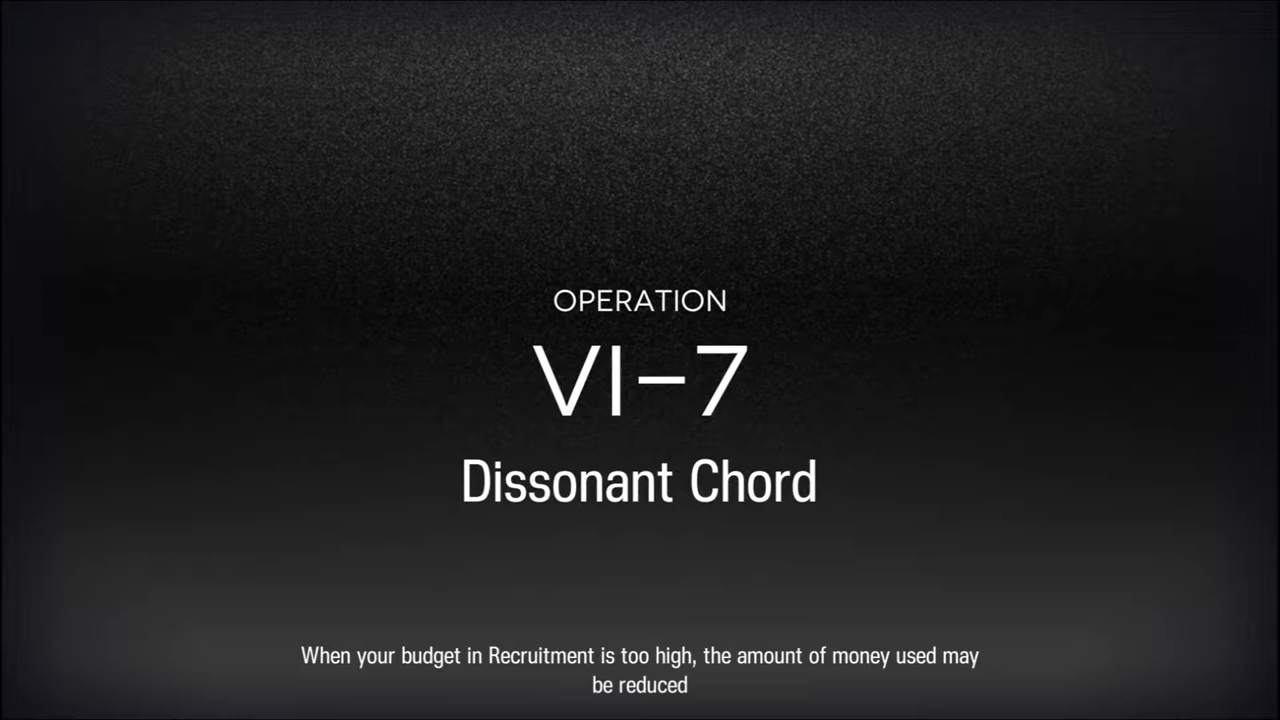 OPERATION
VI-7
Dissonant Chord
When your budget in Recruitment is too high, the amount of money used may
be reduced